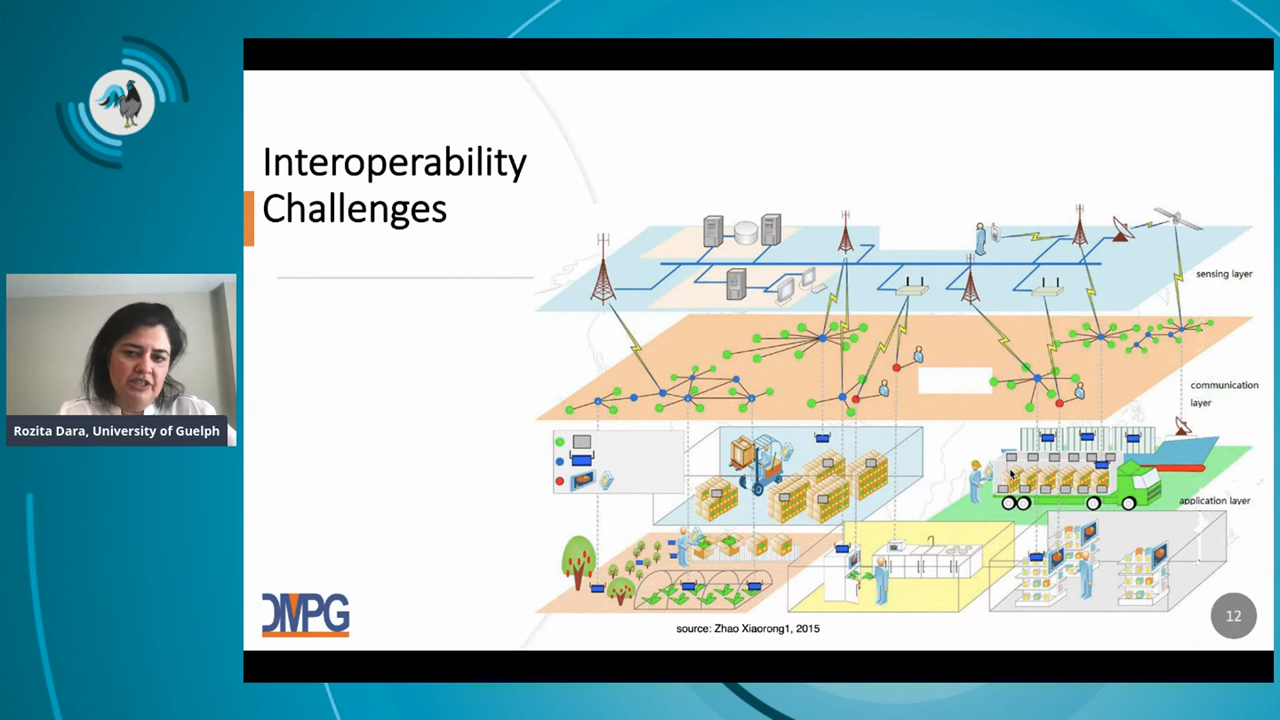 Interoperability
Challenges
sensing layer
communication
layer
application layer
Rozita Dara, University of Guelph
DMPG
source: Zhao Xiaorong1, 2015
12